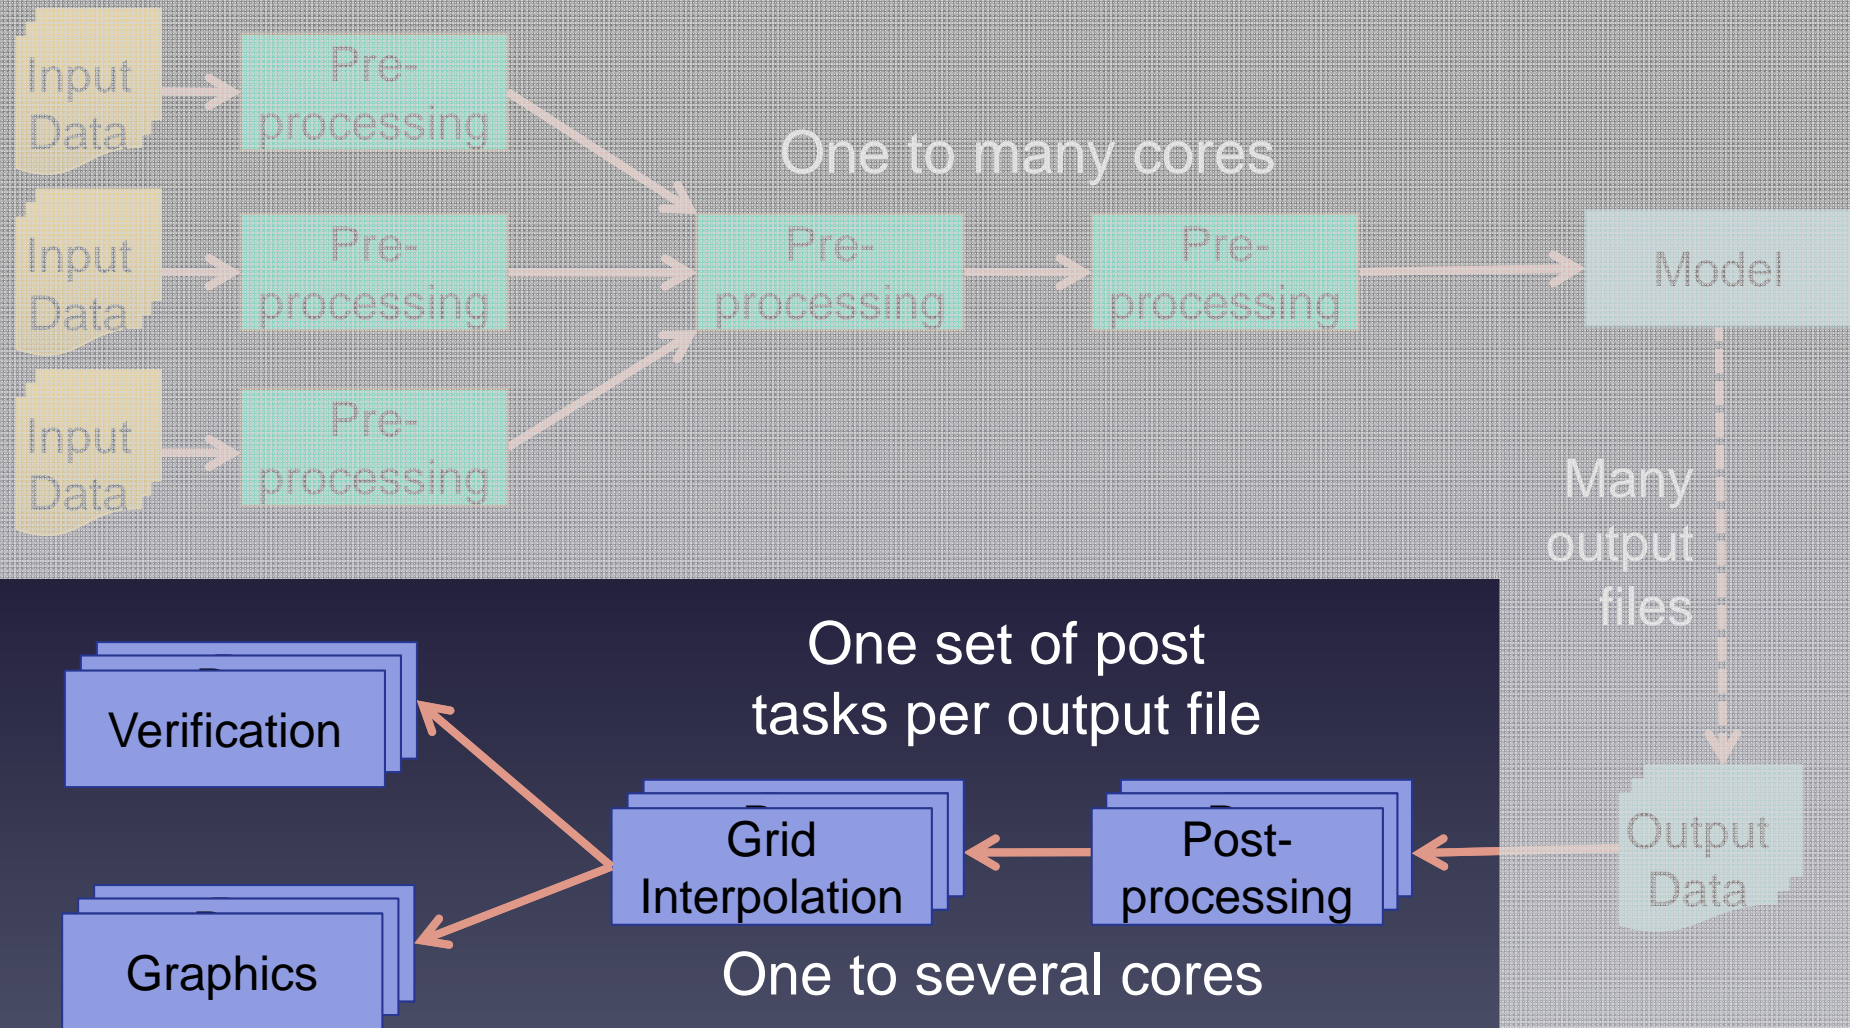 Input
Data
Pre-
processing
One to many cores
Input
Data
Pre-
processing
Pre-
processing
Pre-
processing
Model
Input
Data
Pre-
processing
Many
output
files
One set of post
tasks per output file
Verification
Grid
Interpolation
Post-
processing
Output
Data
Graphics
One to several cores